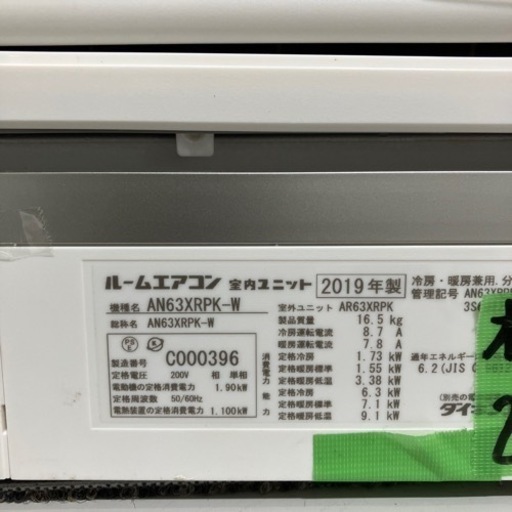 ルームエアコン 室内ユニット 2019年製
冷房・暖房兼用.分
機種名 AN63XRPK-W
管理記号 AN63
総称名 AN63XRPK-W
室外ユニット AR63XRPK
製品質量 16.5 kg
製造番号 C000396
定格電圧 200V 相 単相
電動機の定格消費電力 1.90kW
定格周波数 50/60Hz
電熱装置の定格消費電力 1.100kW
消費電力
冷房運転電流 8.7 A
暖房運転電流 7.8 A
定格冷房 1.73 kW
定格暖房標準 1.55 kW
定格暖房低温 3.38 kW
能力
定格冷房 6.3 kW
定格暖房標準 7.1 kW
定格暖房低温 9.1 kW
通年エネルギー
6.2(JIS C
(別売の
ダイキ
2